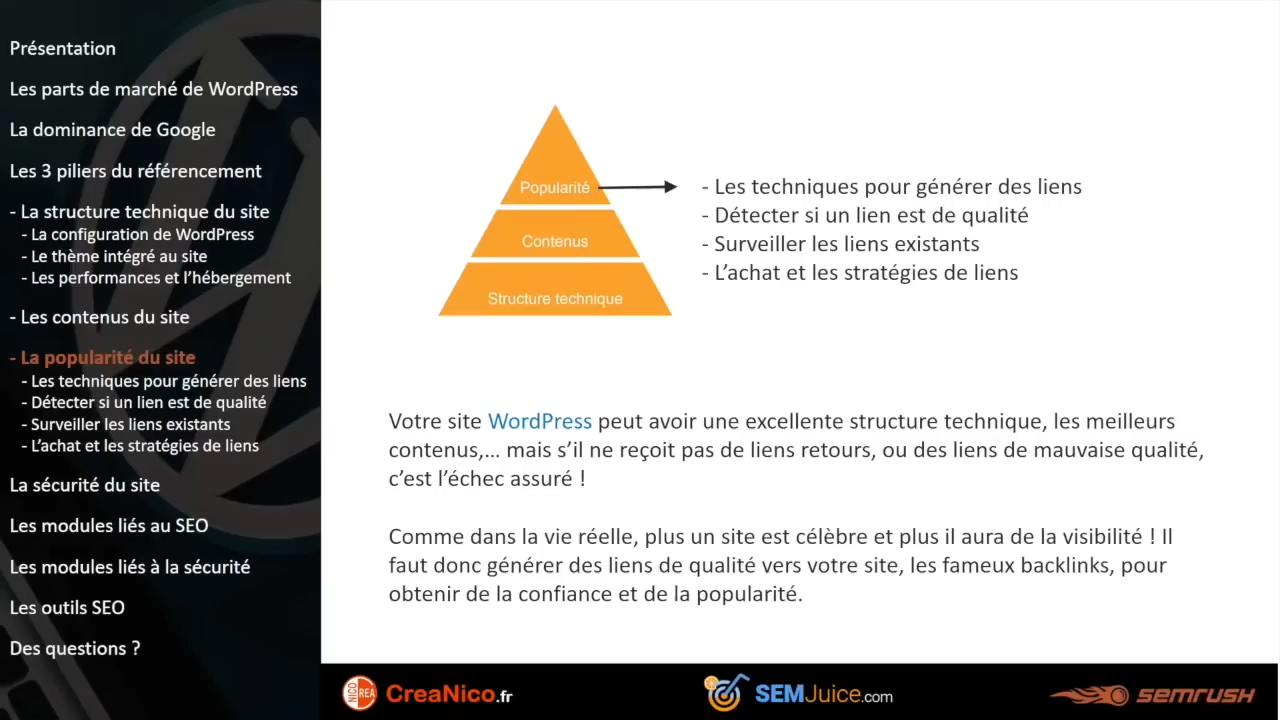 Présentation
Les parts de marché de WordPress
La dominance de Google
Les 3 piliers du référencement
- La structure technique du site
- La configuration de WordPress
- Le thème intégré au site
- Les performances et l’hébergement
- Les contenus du site
- La popularité du site
- Les techniques pour générer des liens
- Détecter si un lien est de qualité
- Surveiller les liens existants
- L’achat et les stratégies de liens
La sécurité du site
Les modules liés au SEO
Les modules liés à la sécurité
Les outils SEO
Des questions ?
Popularité
Contenus
Structure technique
- Les techniques pour générer des liens
- Détecter si un lien est de qualité
- Surveiller les liens existants
- L’achat et les stratégies de liens
Votre site WordPress peut avoir une excellente structure technique, les meilleurs
contenus,... mais s’il ne reçoit pas de liens retours, ou des liens de mauvaise qualité,
c’est l’échec assuré !
Comme dans la vie réelle, plus un site est célèbre et plus il aura de la visibilité ! Il
faut donc générer des liens de qualité vers votre site, les fameux backlinks, pour
obtenir de la confiance et de la popularité.
NICO CREA CreaNico.fr
SEMJuice.com
semrush